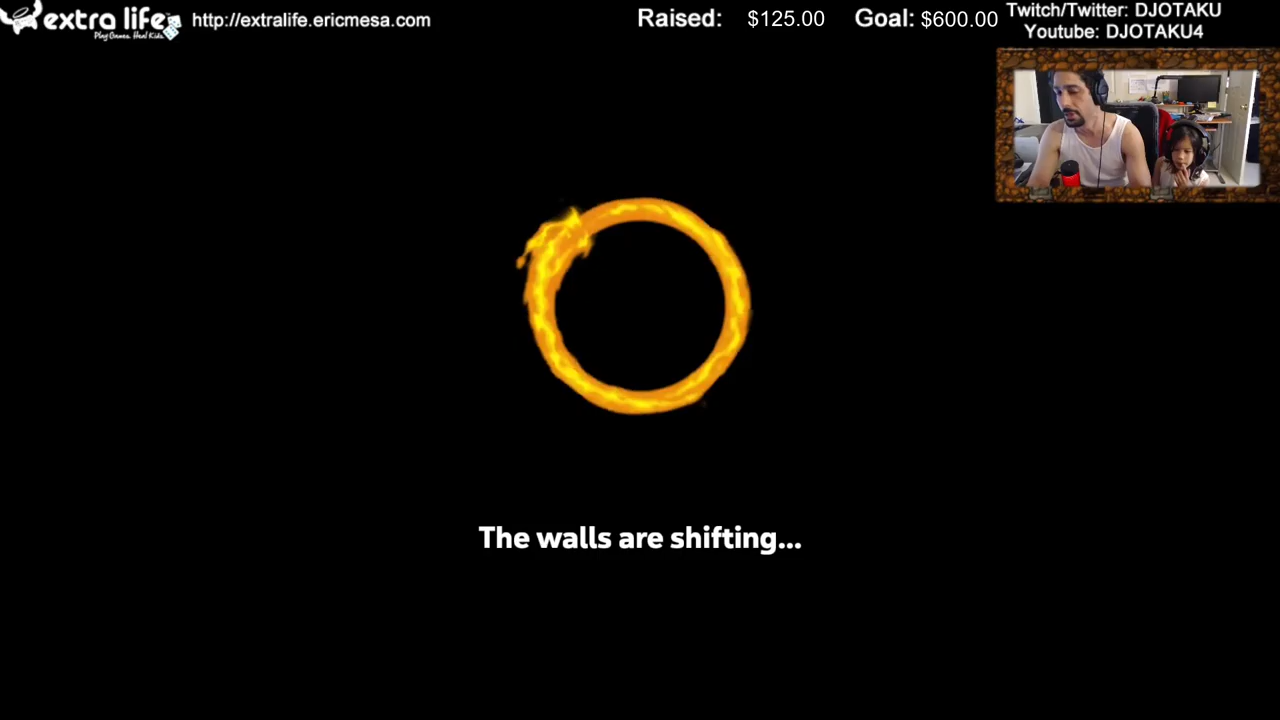 extra life
Play Games. Heal Kids.
http://extralife.ericmesa.com
Raised: $125.00 Goal: $600.00
Twitch/Twitter: DJOTAKU
Youtube: DJOTAKU4
The walls are shifting...